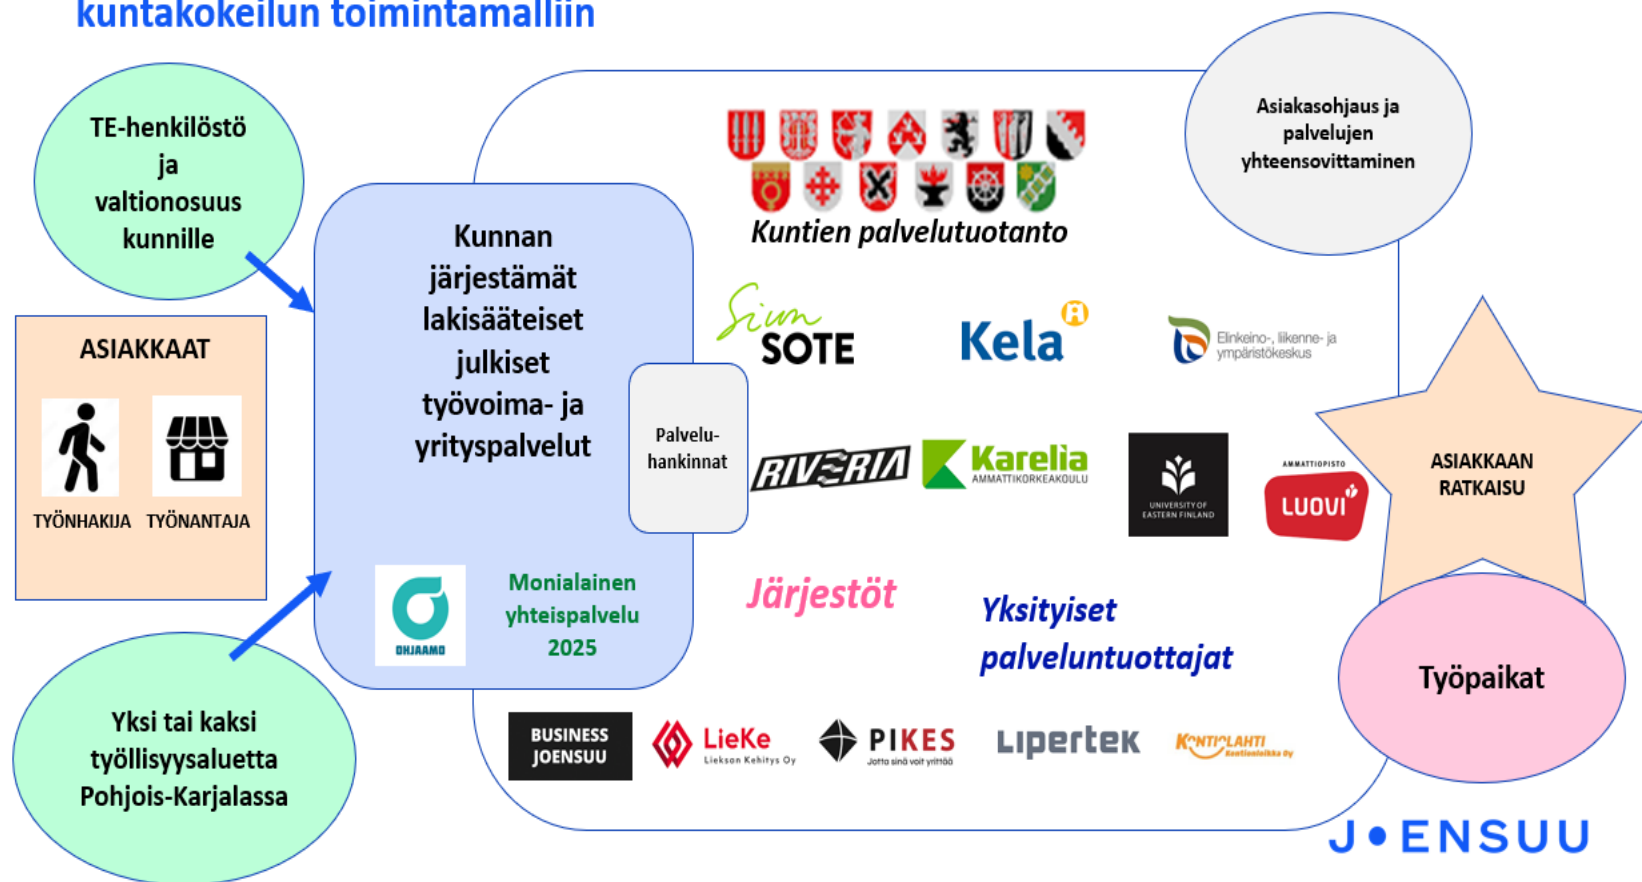 kuntakokeilun toimintamalliin
TE-henkilöstö
ja
valtionosuus
kunnille
ASIAKKAAT
TYÖNHAKIJA
TYÖNANTAJA
Yksi tai kaksi
työllisyysaluetta
Pohjois-Karjalassa
Kunnan
järjestämät
lakisääteiset
julkiset
työvoima- ja
yrityspalvelut
OHJAAMO
Monialainen
yhteispalvelu
2025
Palvelu-
hankinnat
Kuntien palvelutuotanto
Siun
SOTE
Kela
Elinkeino-, liikenne- ja
ympäristökeskus
RIVERIA
Karelia
AMMATTIKORKEAKOULU
UNIVERSITY OF
EASTERN FINLAND
AMMATTIOPISTO
LUOVI
Järjestöt
Yksityiset
palveluntuottajat
BUSINESS
JOENSUU
LieKe
Lieksan Kehitys Oy
PIKES
Jotta sinä voit yrittää
Lipertek
KONTIOLAHTI
Kontionloikka Oy
Asiakasohjaus ja
palvelujen
yhteensovittaminen
ASIAKKAAN
RATKAISU
Työpaikat
JOENSUU